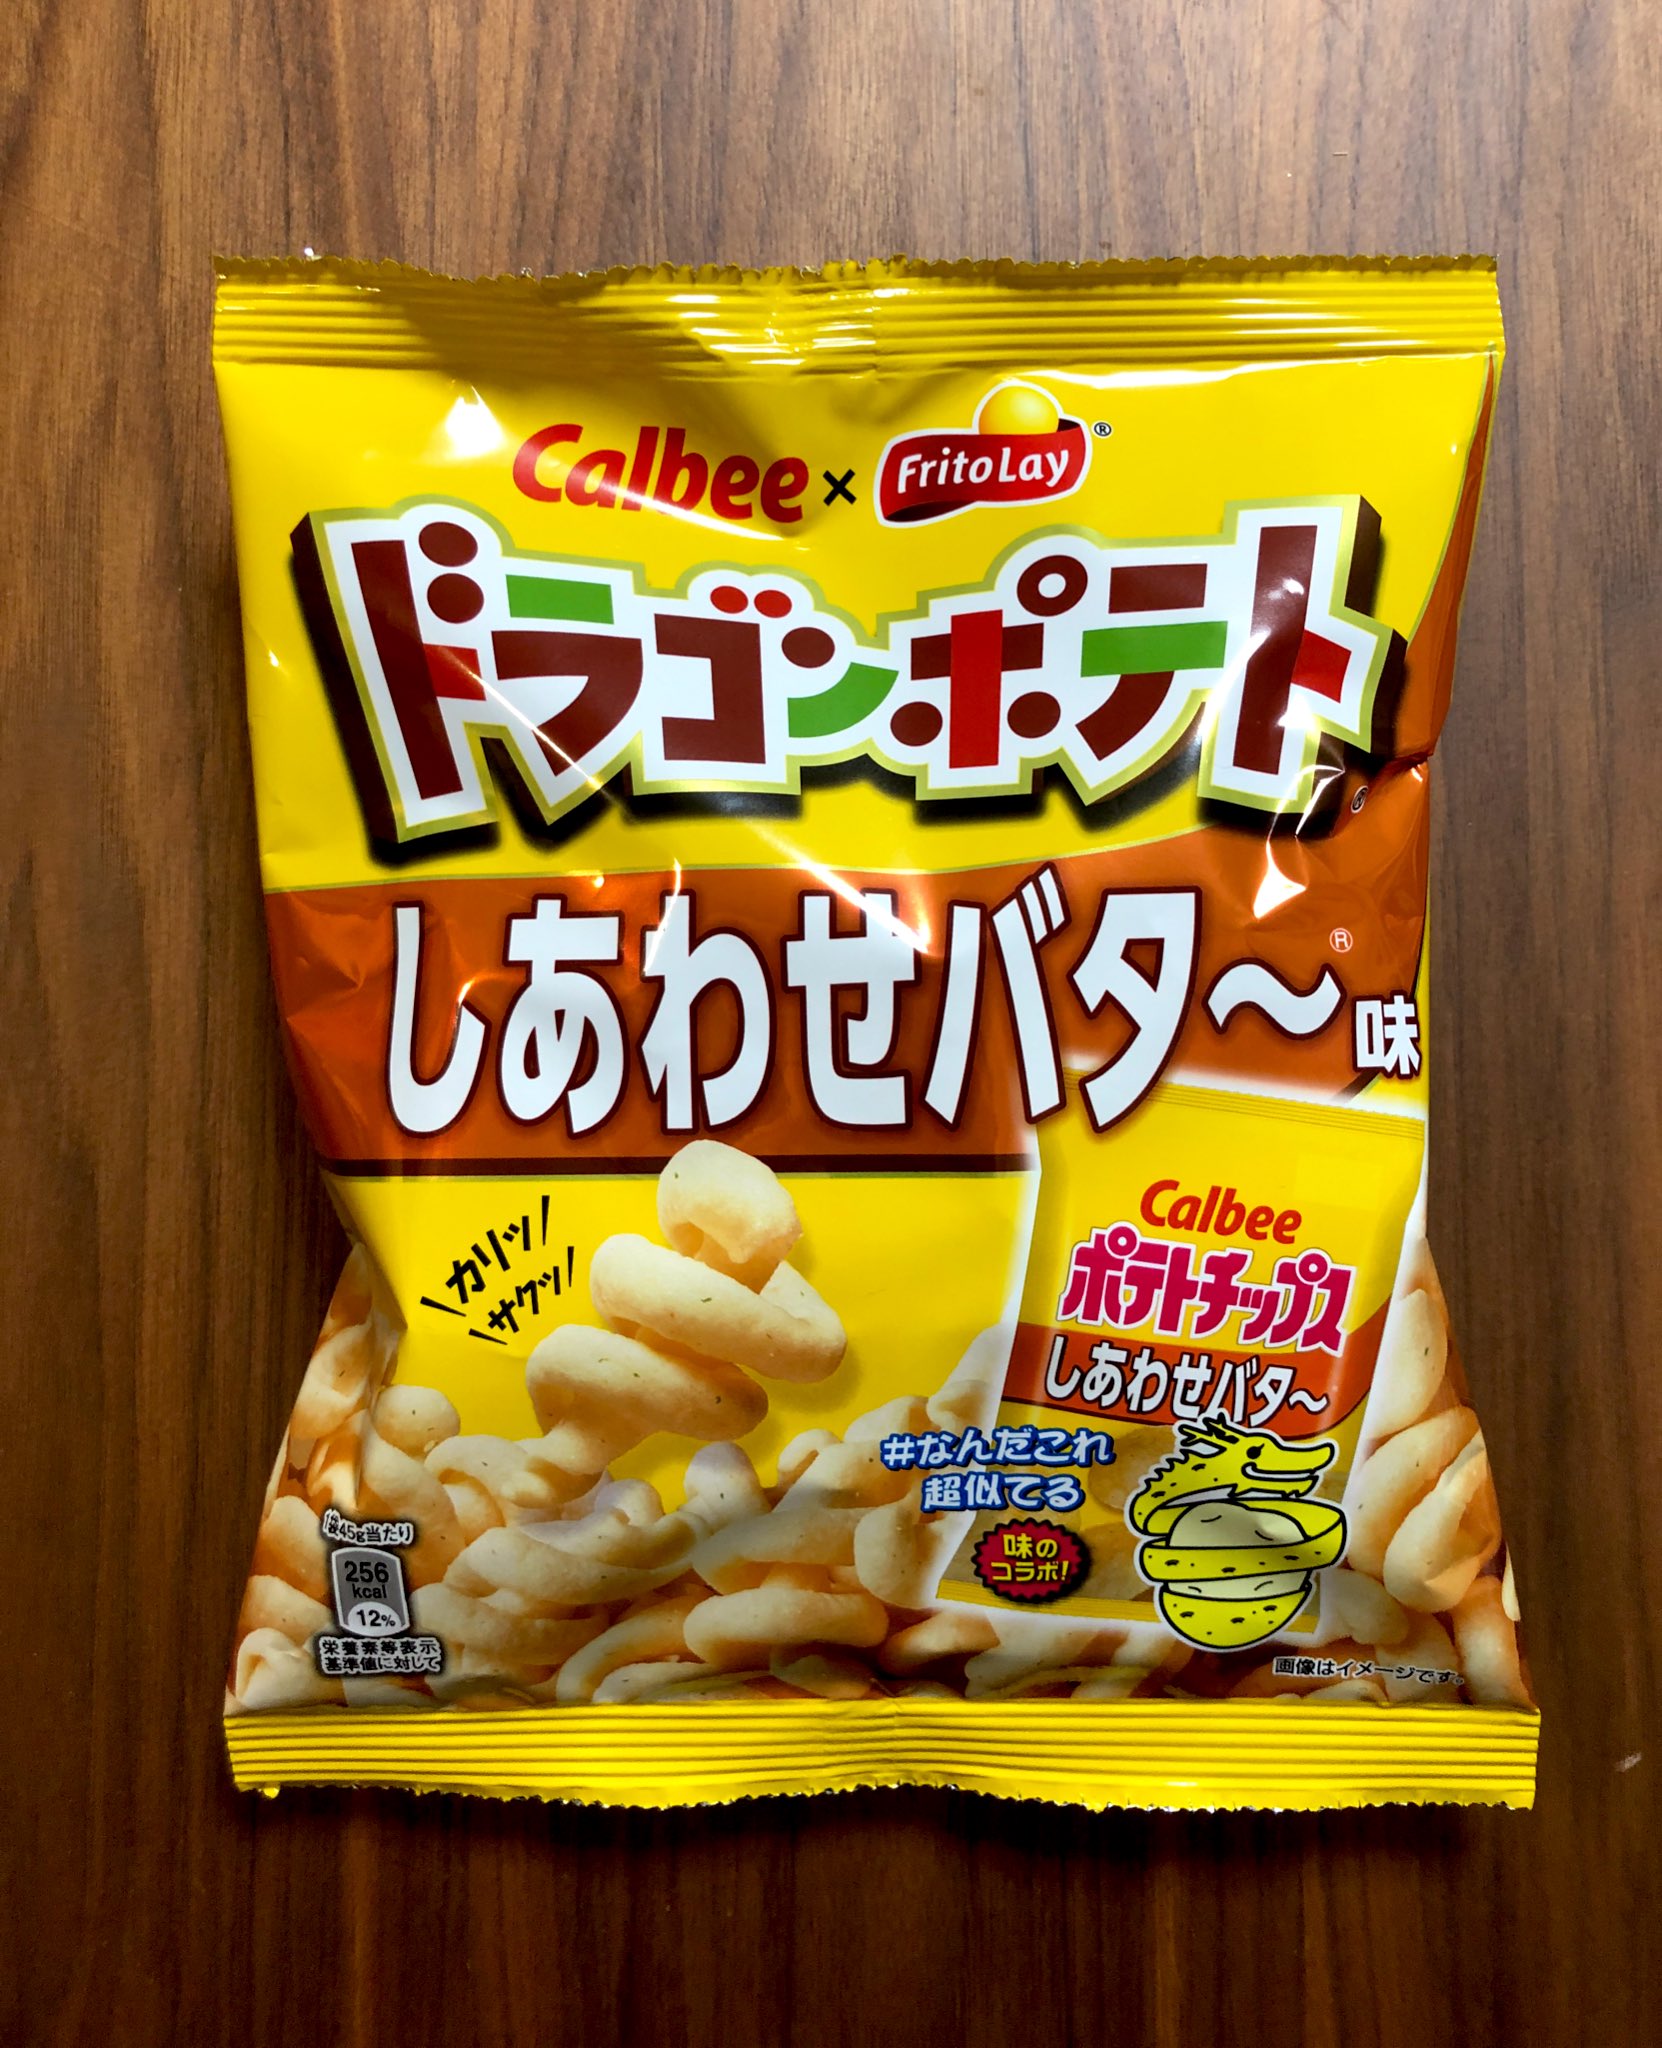 Calbee × FritoLay ®
ドラゴンポテト
®
しあわせバタ〜 味
®
カリッ
サクッ
Calbee
ポテトチップス
しあわせバタ〜
#なんだこれ
超似てる
味の
コラボ!
1袋45g当たり
256
kcal
12%
栄養素等表示
基準値に対して
画像はイメージです。